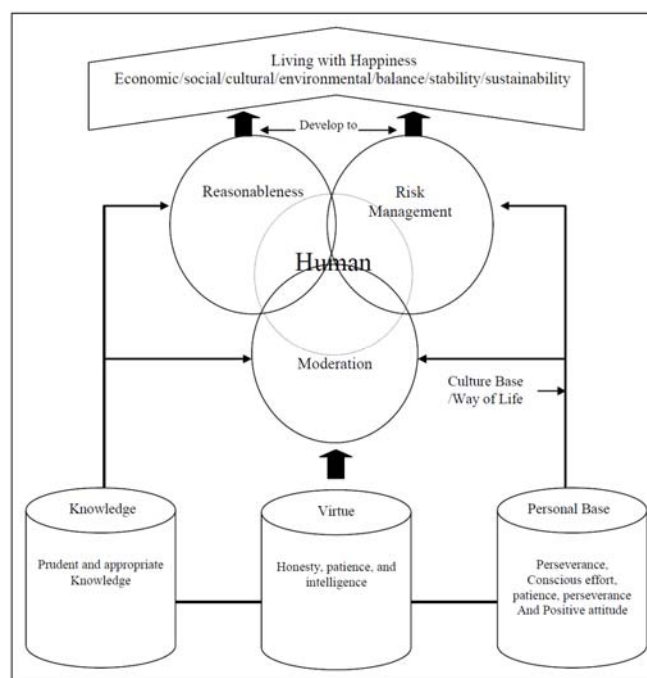 Living with Happiness
Economic/social/cultural/environmental/balance/stability/sustainability
Develop to
Reasonableness
Risk
Management
Human
Moderation
Culture Base
/Way of Life
Knowledge
Prudent and appropriate
Knowledge
Virtue
Honesty, patience, and
intelligence
Personal Base
Perseverance,
Conscious effort,
patience, perseverance
And Positive attitude